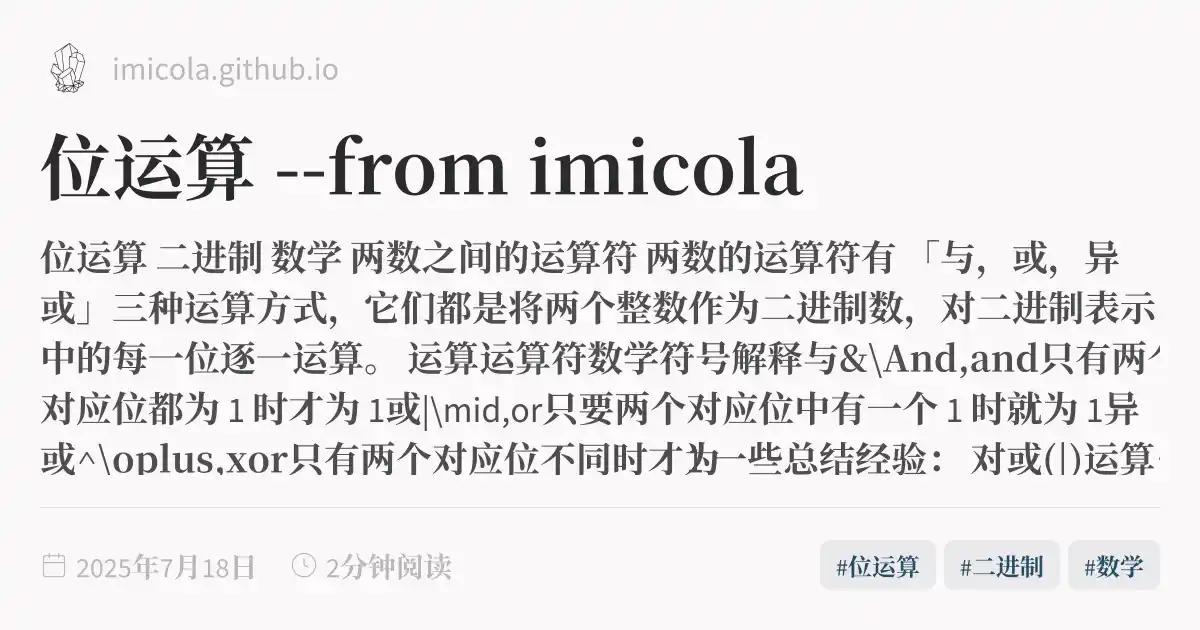 imicola.github.io
位运算 --from imicola
位运算 二进制 数学 两数之间的运算符 两数的运算符有 「与，或，异
或」三种运算方式，它们都是将两个整数作为二进制数，对二进制表示
中的每一位逐一运算。 运算运算符数学符号解释与&\And,and只有两个
对应位都为 1 时才为 1或|\mid,or只要两个对应位中有一个 1 时就为 1异
或^\oplus,xor只有两个对应位不同时才为一些总结经验： 对或(|)运算
2025年7月18日 2分钟阅读
#位运算 #二进制 #数学